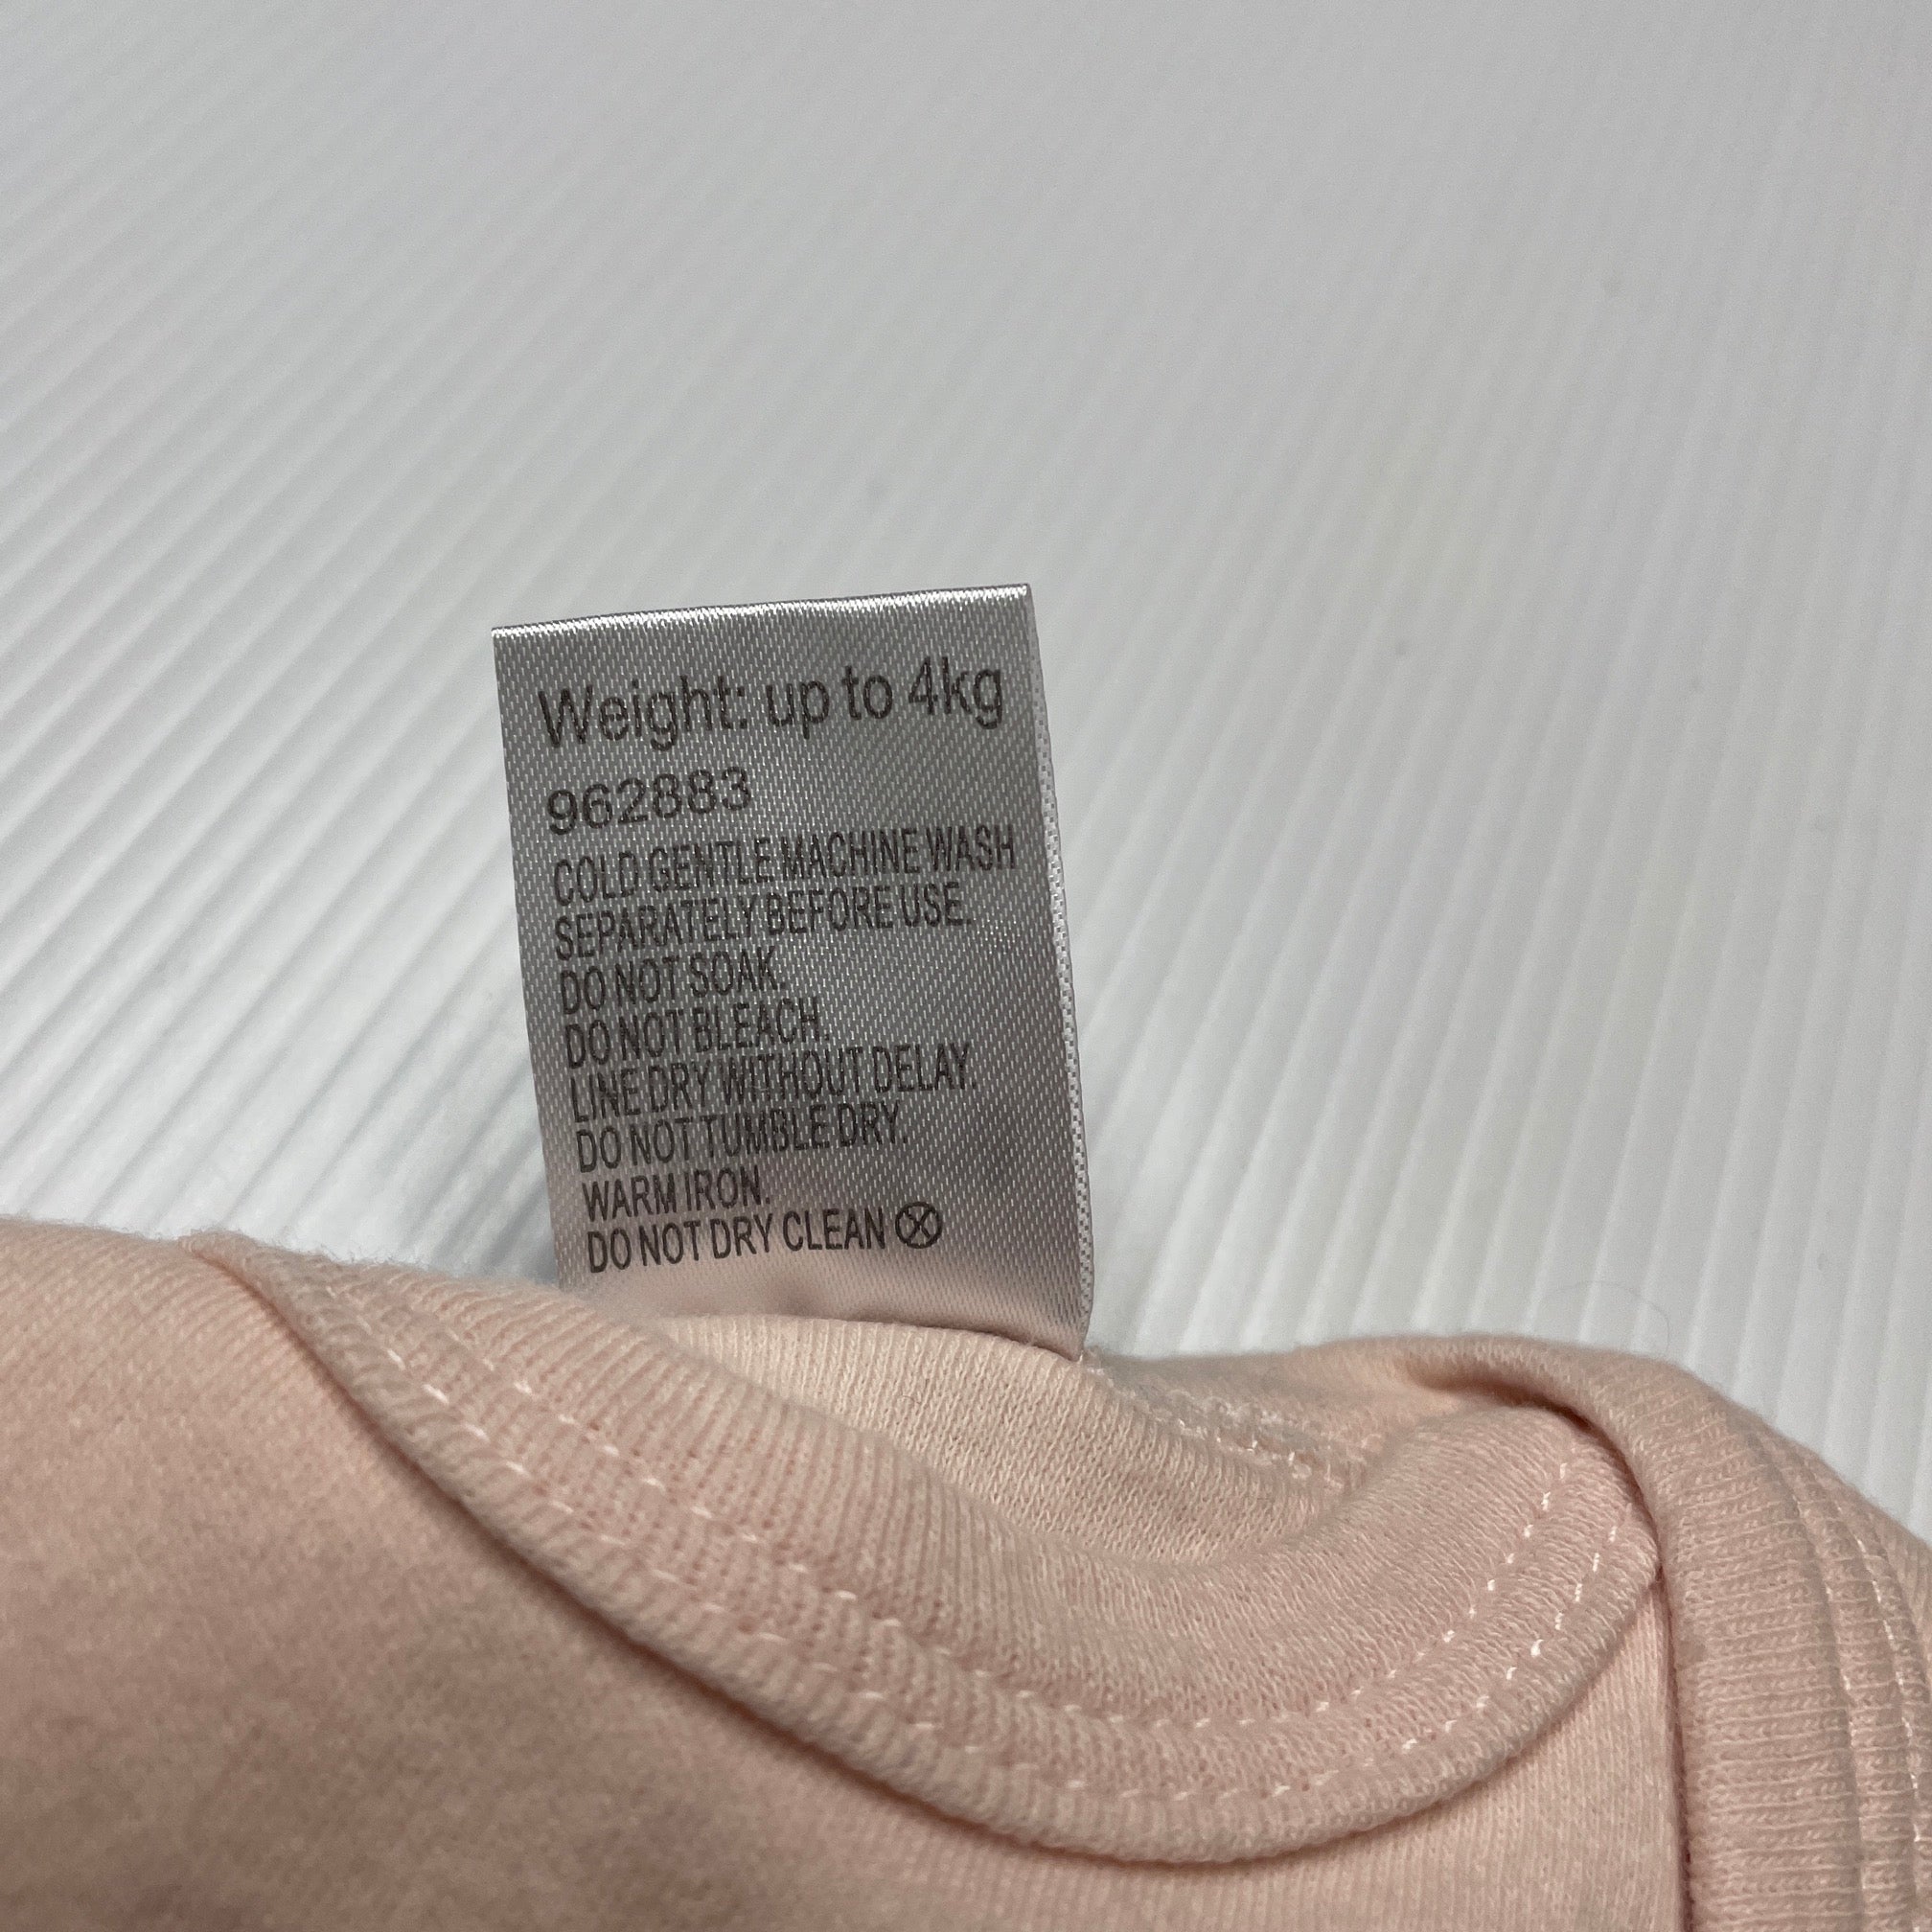 Weight: up to 4kg
962883
COLD GENTLE MACHINE WASH
SEPARATELY BEFORE USE.
DO NOT SOAK.
DO NOT BLEACH.
LINE DRY WITHOUT DELAY.
DO NOT TUMBLE DRY.
WARM IRON.
DO NOT DRY CLEAN